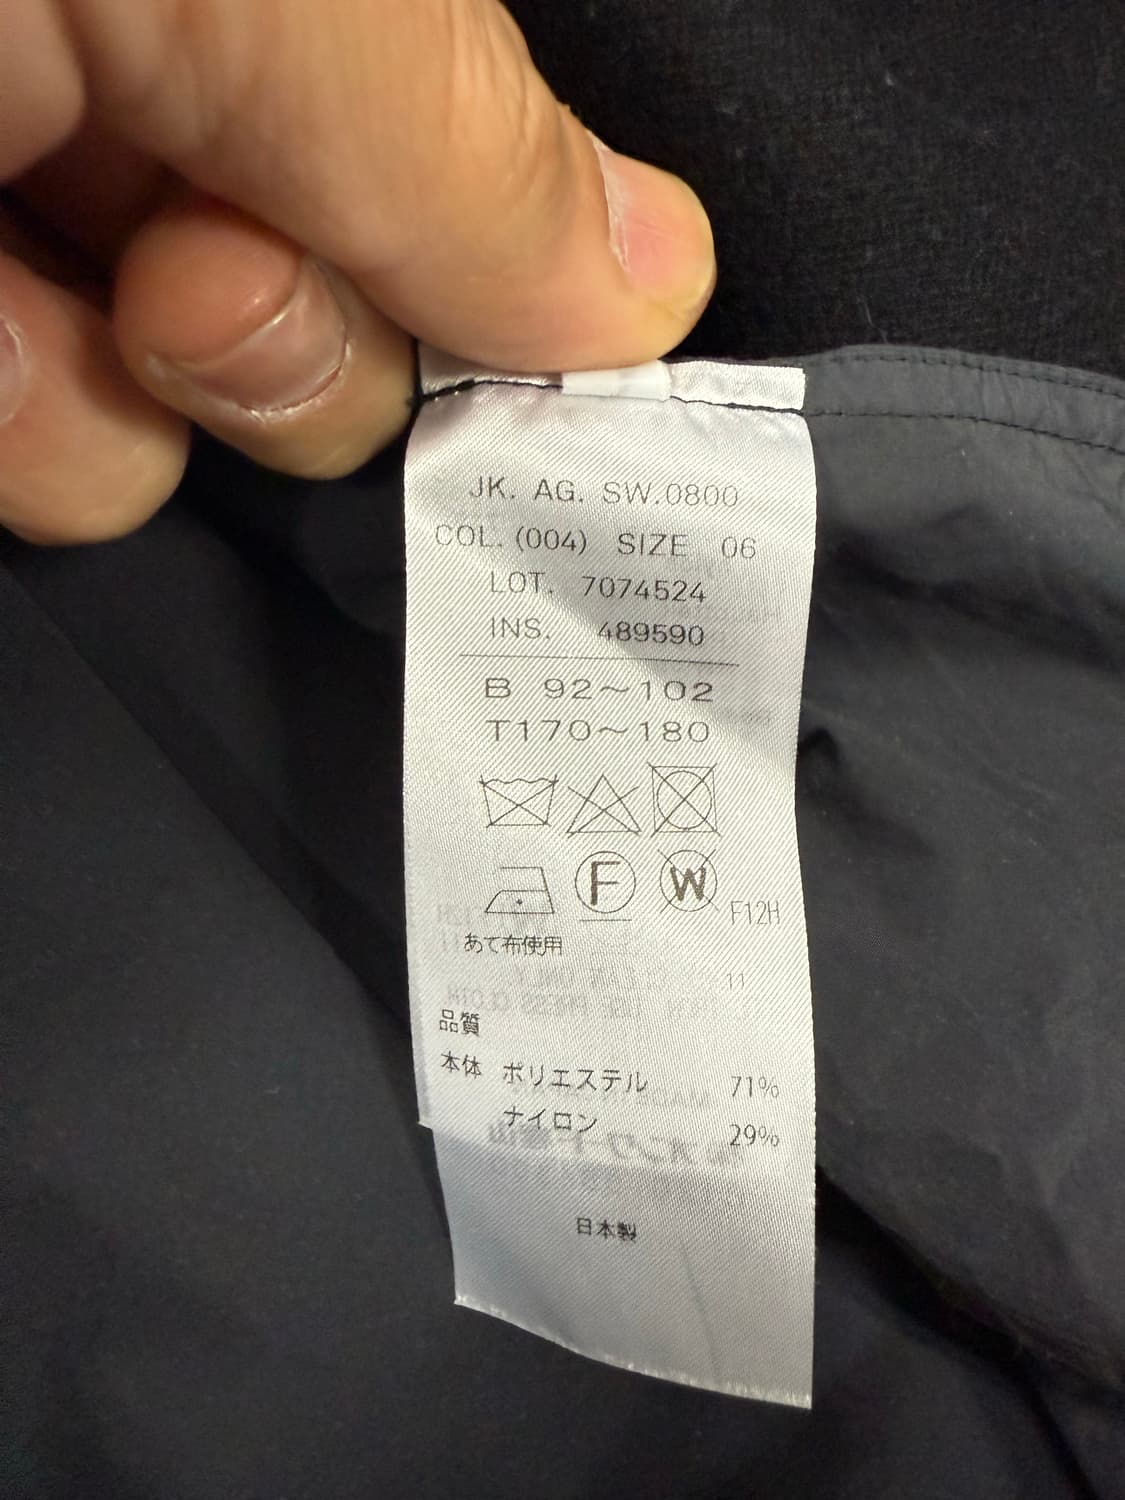 JK. AG. SW.0800
COL. (004) SIZE 06
LOT. 7074524
INS. 489590
B 92～102
T170～180
F W F12H
あて布使用
11
品質
本体 ポリエステル 71%
ナイロン 29%
日本製